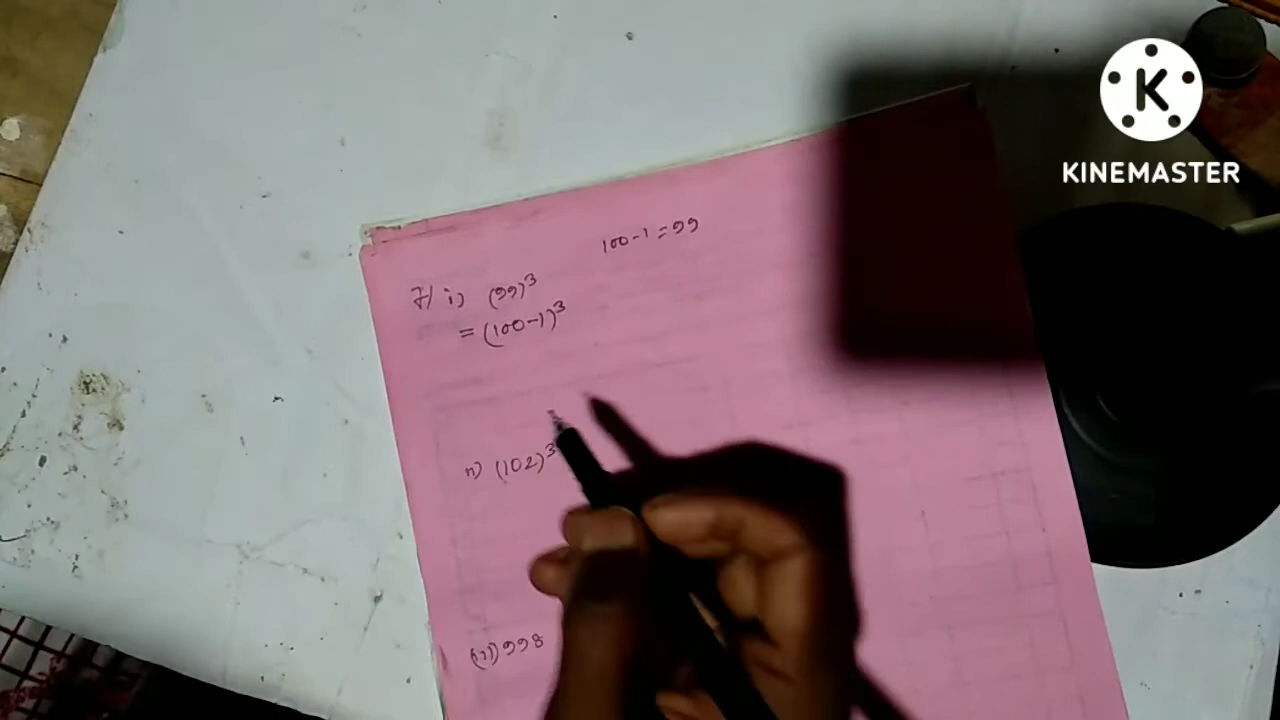 K
KINEMASTER
100-1=99
7/ i) (99)³
= (100-1)³
ii) (102)³
(iii) 998